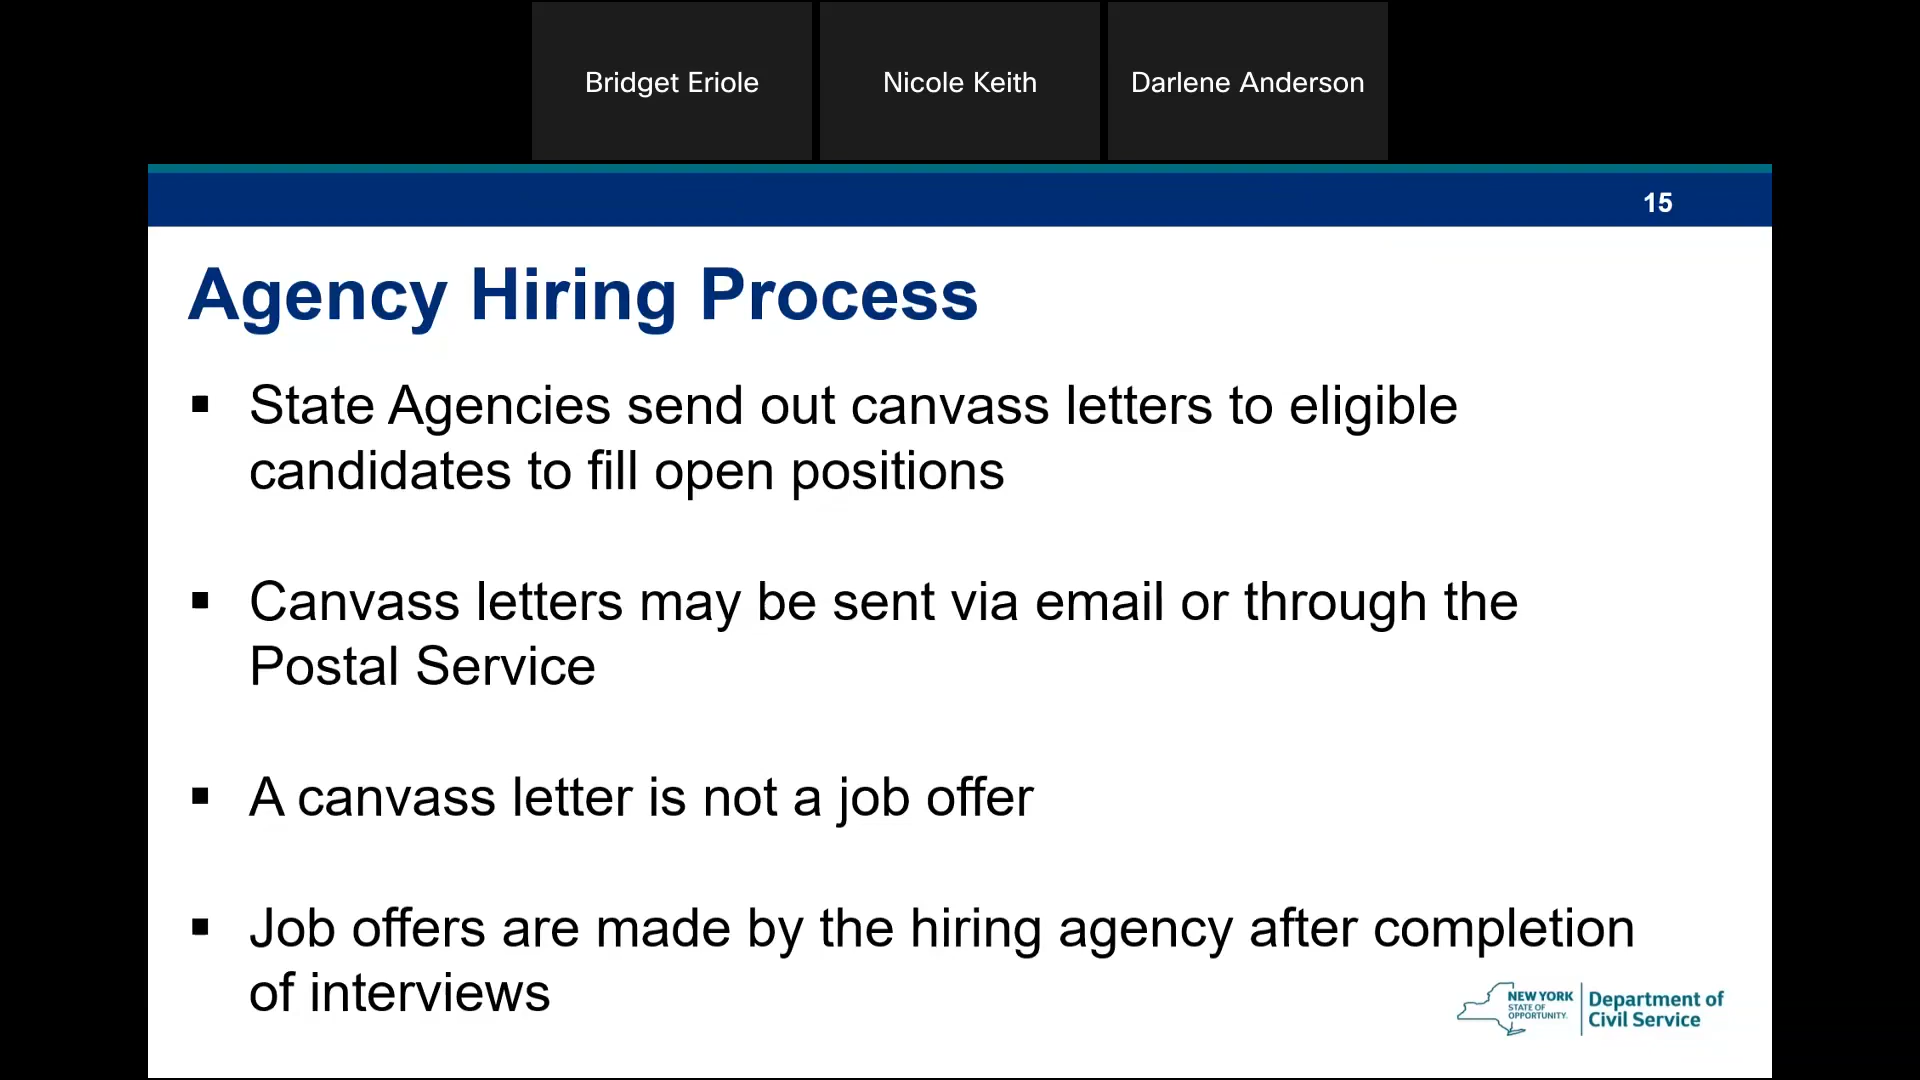 Bridget Eriole
Nicole Keith
Darlene Anderson
15
Agency Hiring Process
▪ State Agencies send out canvass letters to eligible
candidates to fill open positions
▪ Canvass letters may be sent via email or through the
Postal Service
▪ A canvass letter is not a job offer
▪ Job offers are made by the hiring agency after completion
of interviews
NEW YORK
STATE OF
OPPORTUNITY.
Department of
Civil Service